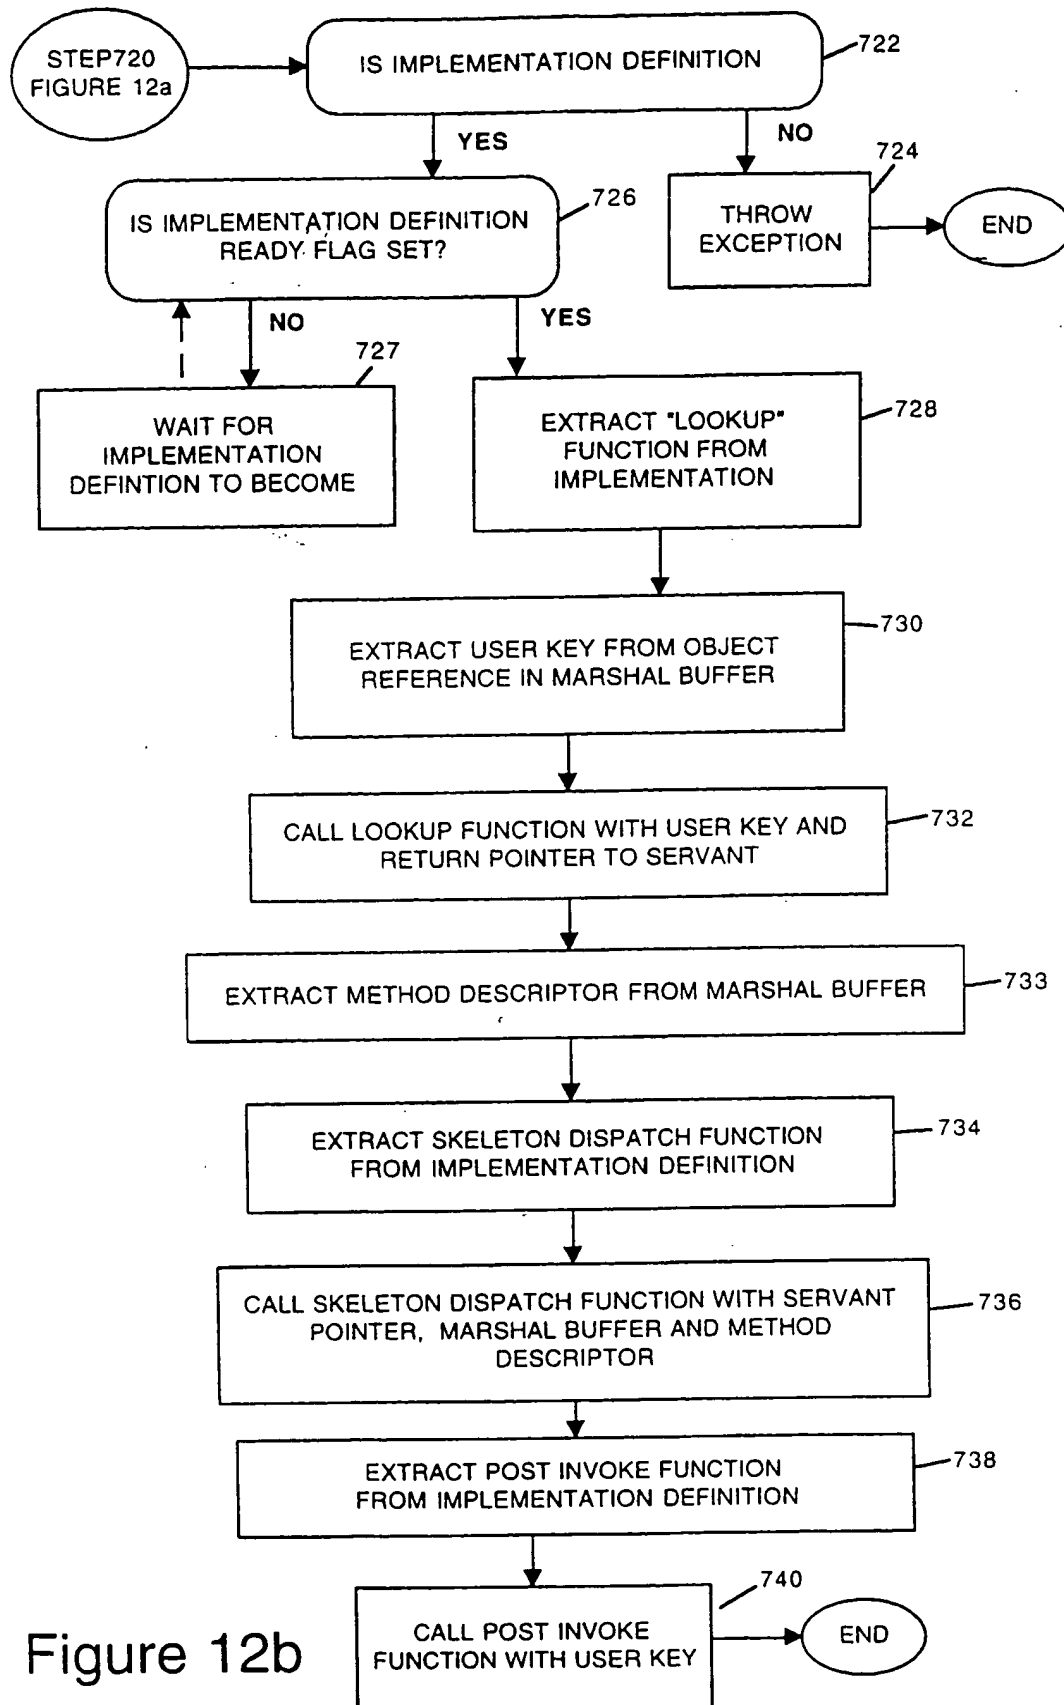 STEP720
FIGURE 12a
IS IMPLEMENTATION DEFINITION
722
YES
NO
724
THROW
EXCEPTION
END
IS IMPLEMENTATION DEFINITION
READY FLAG SET?
726
NO
YES
727
WAIT FOR
IMPLEMENTATION
DEFINTION TO BECOME
EXTRACT "LOOKUP"
FUNCTION FROM
IMPLEMENTATION
728
EXTRACT USER KEY FROM OBJECT
REFERENCE IN MARSHAL BUFFER
730
CALL LOOKUP FUNCTION WITH USER KEY AND
RETURN POINTER TO SERVANT
732
EXTRACT METHOD DESCRIPTOR FROM MARSHAL BUFFER
733
EXTRACT SKELETON DISPATCH FUNCTION
FROM IMPLEMENTATION DEFINITION
734
CALL SKELETON DISPATCH FUNCTION WITH SERVANT
POINTER, MARSHAL BUFFER AND METHOD
DESCRIPTOR
736
EXTRACT POST INVOKE FUNCTION
FROM IMPLEMENTATION DEFINITION
738
CALL POST INVOKE
FUNCTION WITH USER KEY
740
END
Figure 12b